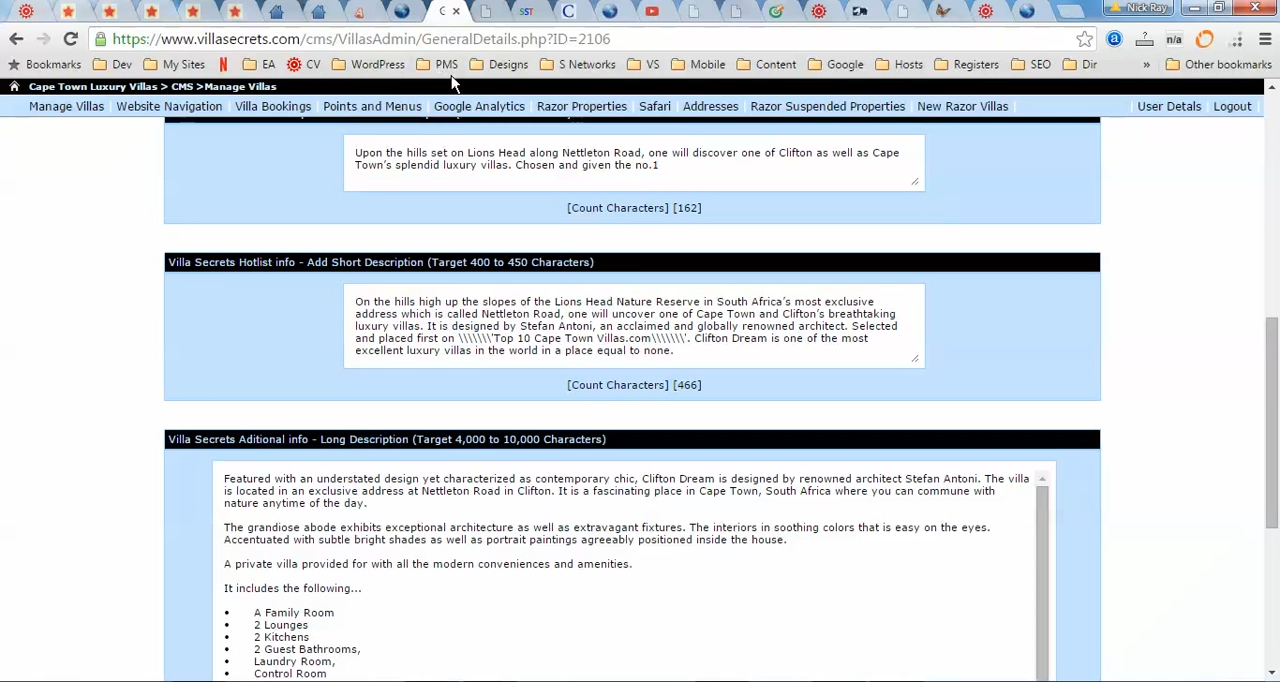 Nick Ray
SST
https://www.villasecrets.com/cms/VillasAdmin/GeneralDetails.php?ID=2106
n/a
Bookmarks Dev My Sites EA CV WordPress PMS Designs S Networks VS Mobile Content Google Hosts Registers SEO Dir » Other bookmarks
Cape Town Luxury Villas > CMS >Manage Villas
Manage Villas Website Navigation Villa Bookings Points and Menus Google Analytics Razor Properties Safari Addresses Razor Suspended Properties New Razor Villas User Detals Logout
Upon the hills set on Lions Head along Nettleton Road, one will discover one of Clifton as well as Cape
Town's splendid luxury villas. Chosen and given the no.1
[Count Characters] [162]
Villa Secrets Hotlist info - Add Short Description (Target 400 to 450 Characters)
On the hills high up the slopes of the Lions Head Nature Reserve in South Africa's most exclusive
address which is called Nettleton Road, one will uncover one of Cape Town and Clifton's breathtaking
luxury villas. It is designed by Stefan Antoni, an acclaimed and globally renowned architect. Selected
and placed first on \\\\\\\'Top 10 Cape Town Villas.com\\\\\\\'. Clifton Dream is one of the most
excellent luxury villas in the world in a place equal to none.
[Count Characters] [466]
Villa Secrets Aditional info - Long Description (Target 4,000 to 10,000 Characters)
Featured with an understated design yet characterized as contemporary chic, Clifton Dream is designed by renowned architect Stefan Antoni. The villa
is located in an exclusive address at Nettleton Road in Clifton. It is a fascinating place in Cape Town, South Africa where you can commune with
nature anytime of the day.
The grandiose abode exhibits exceptional architecture as well as extravagant fixtures. The interiors in soothing colors that is easy on the eyes.
Accentuated with subtle bright shades as well as portrait paintings agreeably positioned inside the house.
A private villa provided for with all the modern conveniences and amenities.
It includes the following...
• A Family Room
• 2 Lounges
• 2 Kitchens
• 2 Guest Bathrooms,
• Laundry Room,
• Control Room